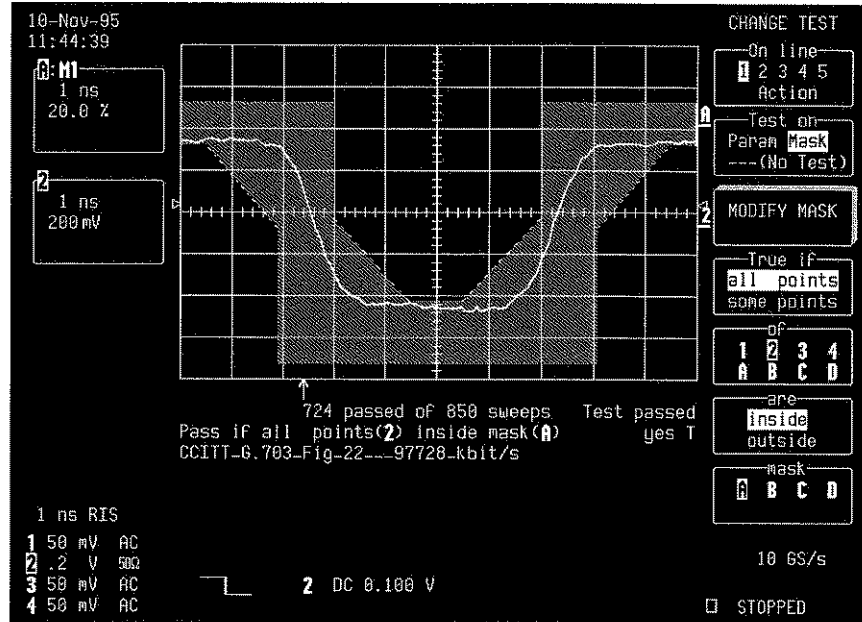 10-Nov-95
11:44:39
A:M1
1 ns
20.0 %
2
1 ns
200mV
A
2
724 passed of 850 sweeps Test passed
Pass if all points(2) inside mask(A) yes T
CCITT_G.703_Fig_22___97728_Kbit/s
1 ns RIS
1 50 mV AC
2 .2 V 50Ω
3 50 mV AC
4 50 mV AC
2 DC 0.100 V
CHANGE TEST
On line
1 2 3 4 5
Action
Test on
Param Mask
---(No Test)
MODIFY MASK
True if
all points
some points
of
1 2 3 4
A B C D
are
inside
outside
mask
A B C D
10 GS/s
STOPPED